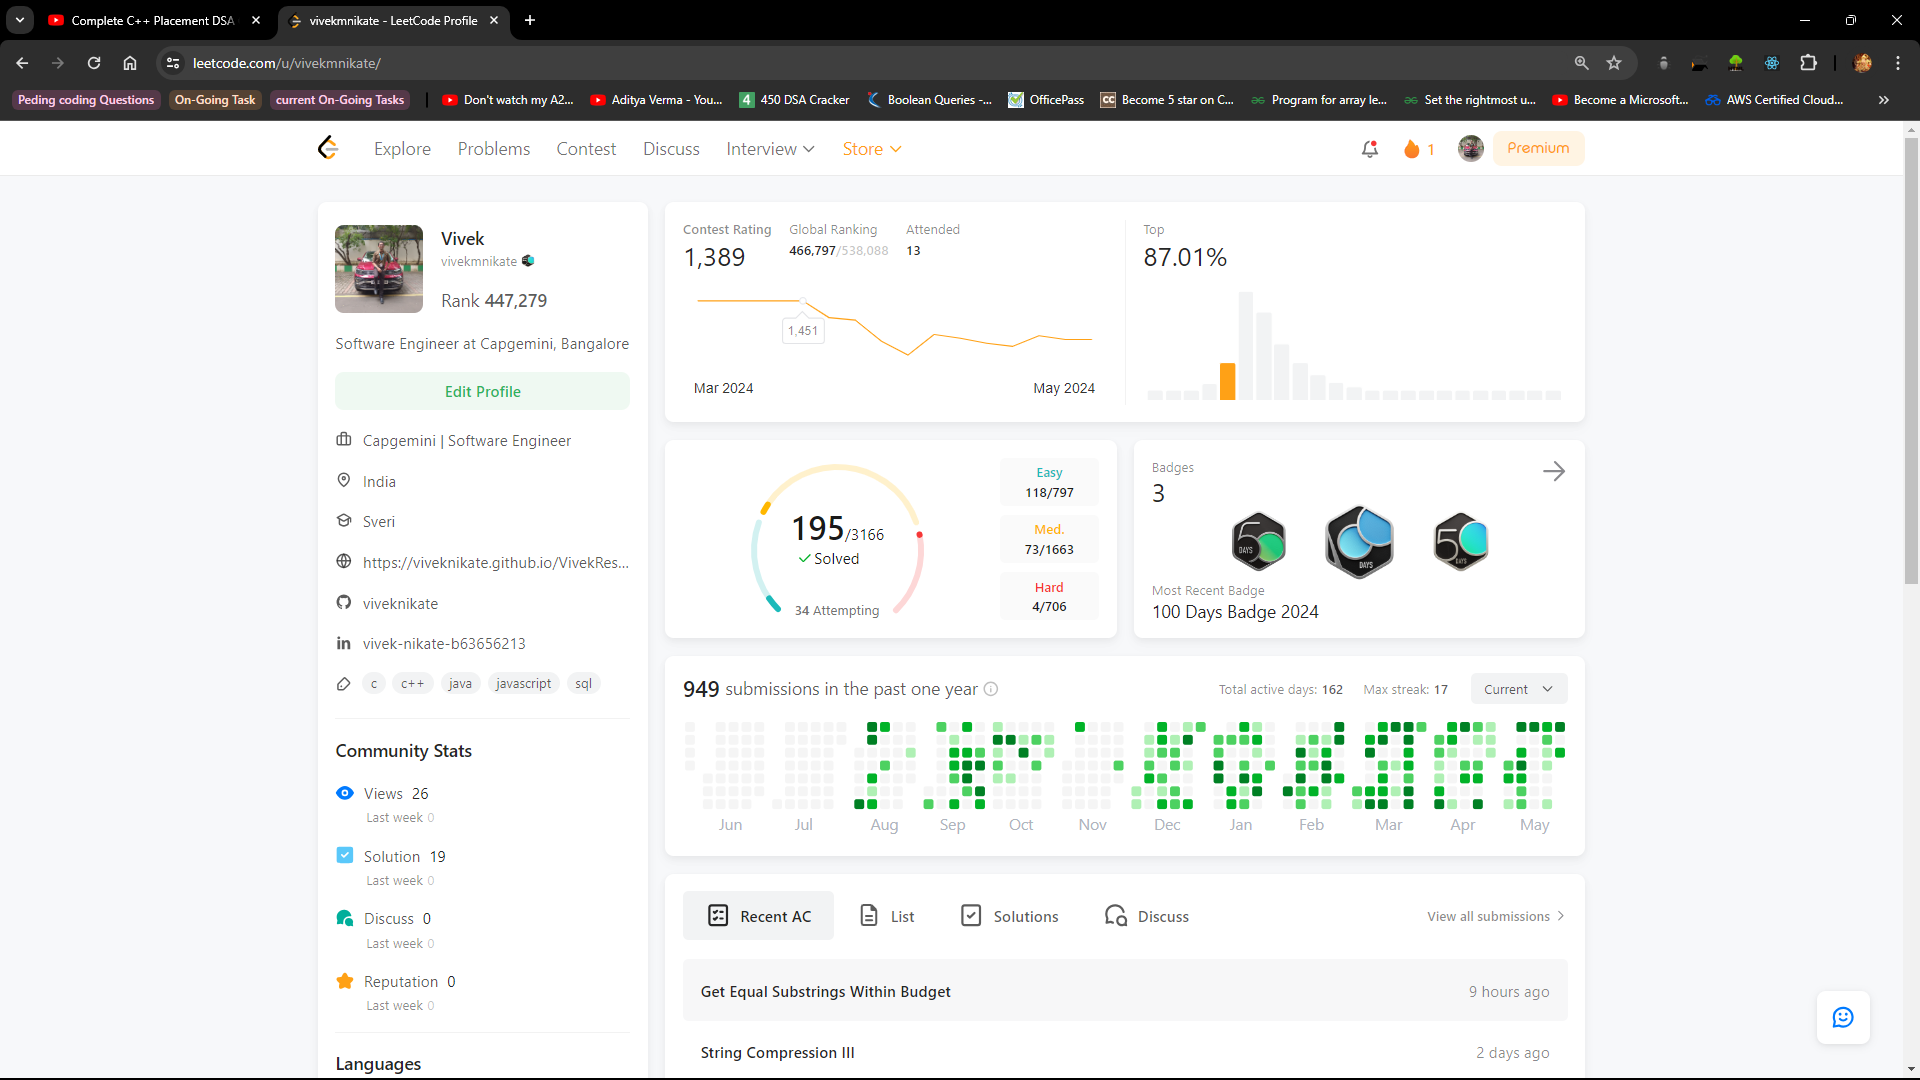 Complete C++ Placement DSA
vivekmnikate - LeetCode Profile
leetcode.com/u/vivekmnikate/
Peding coding Questions
On-Going Task
current On-Going Tasks
Don't watch my A2...
Aditya Verma - You...
450 DSA Cracker
Boolean Queries -...
OfficePass
Become 5 star on C...
Program for array le...
Set the rightmost u...
Become a Microsoft...
AWS Certified Cloud...
Explore
Problems
Contest
Discuss
Interview
Store
1
Premium
Vivek
vivekmnikate
Rank 447,279
Software Engineer at Capgemini, Bangalore
Edit Profile
Capgemini | Software Engineer
India
Sveri
https://viveknikate.github.io/VivekRes...
viveknikate
vivek-nikate-b63656213
c
c++
java
javascript
sql
Community Stats
Views 26
Last week 0
Solution 19
Last week 0
Discuss 0
Last week 0
Reputation 0
Last week 0
Languages
Contest Rating
1,389
Global Ranking
466,797/538,088
Attended
13
1,451
Mar 2024
May 2024
Top
87.01%
195/3166
Solved
34 Attempting
Easy
118/797
Med.
73/1663
Hard
4/706
Badges
3
50
DAYS
DAYS
50
DAYS
Most Recent Badge
100 Days Badge 2024
949 submissions in the past one year
Total active days: 162
Max streak: 17
Current
Jun
Jul
Aug
Sep
Oct
Nov
Dec
Jan
Feb
Mar
Apr
May
Recent AC
List
Solutions
Discuss
View all submissions
Get Equal Substrings Within Budget
9 hours ago
String Compression III
2 days ago